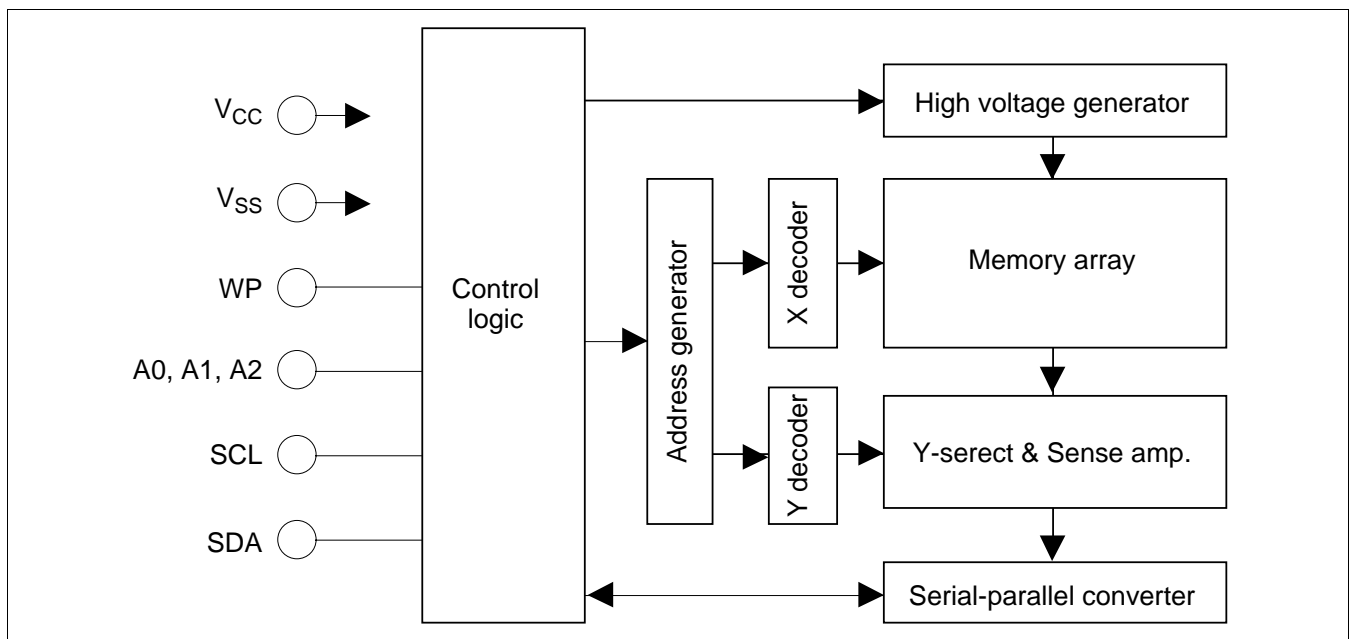 VCC
VSS
WP
A0, A1, A2
SCL
SDA
Control
logic
High voltage generator
Address generator
X decoder
Memory array
Y decoder
Y-serect & Sense amp.
Serial-parallel converter